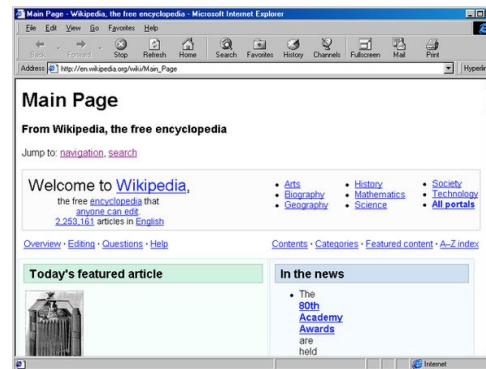 Main Page - Wikipedia, the free encyclopedia - Microsoft Internet Explorer
File Edit View Go Favorites Help
Back Forward Stop Refresh Home Search Favorites History Channels Fullscreen Mail Print
Address http://en.wikipedia.org/wiki/Main_Page
Main Page
From Wikipedia, the free encyclopedia
Jump to: navigation, search
Welcome to Wikipedia,
the free encyclopedia that
anyone can edit.
2,253,161 articles in English
• Arts
• Biography
• Geography
• History
• Mathematics
• Science
• Society
• Technology
• All portals
Overview · Editing · Questions · Help
Contents · Categories · Featured content · A–Z index
Today's featured article
In the news
• The
80th
Academy
Awards
are
held
Internet